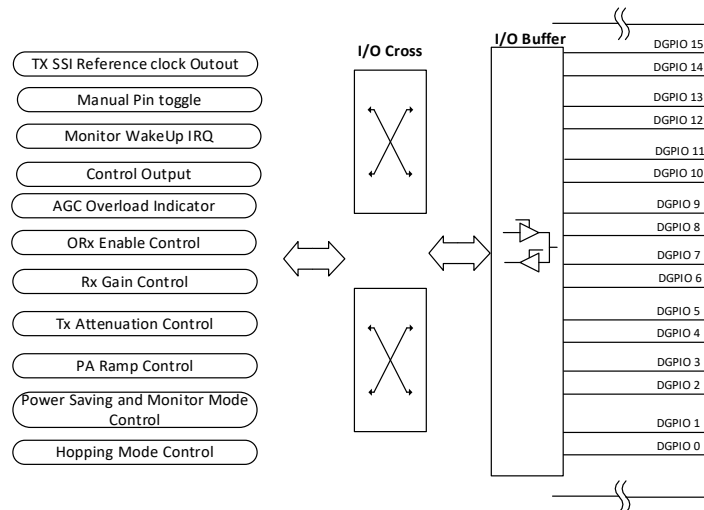 I/O Cross
I/O Buffer
TX SSI Reference clock Outout
Manual Pin toggle
Monitor WakeUp IRQ
Control Output
AGC Overload Indicator
ORx Enable Control
Rx Gain Control
Tx Attenuation Control
PA Ramp Control
Power Saving and Monitor Mode
Control
Hopping Mode Control
DGPIO 15
DGPIO 14
DGPIO 13
DGPIO 12
DGPIO 11
DGPIO 10
DGPIO 9
DGPIO 8
DGPIO 7
DGPIO 6
DGPIO 5
DGPIO 4
DGPIO 3
DGPIO 2
DGPIO 1
DGPIO 0